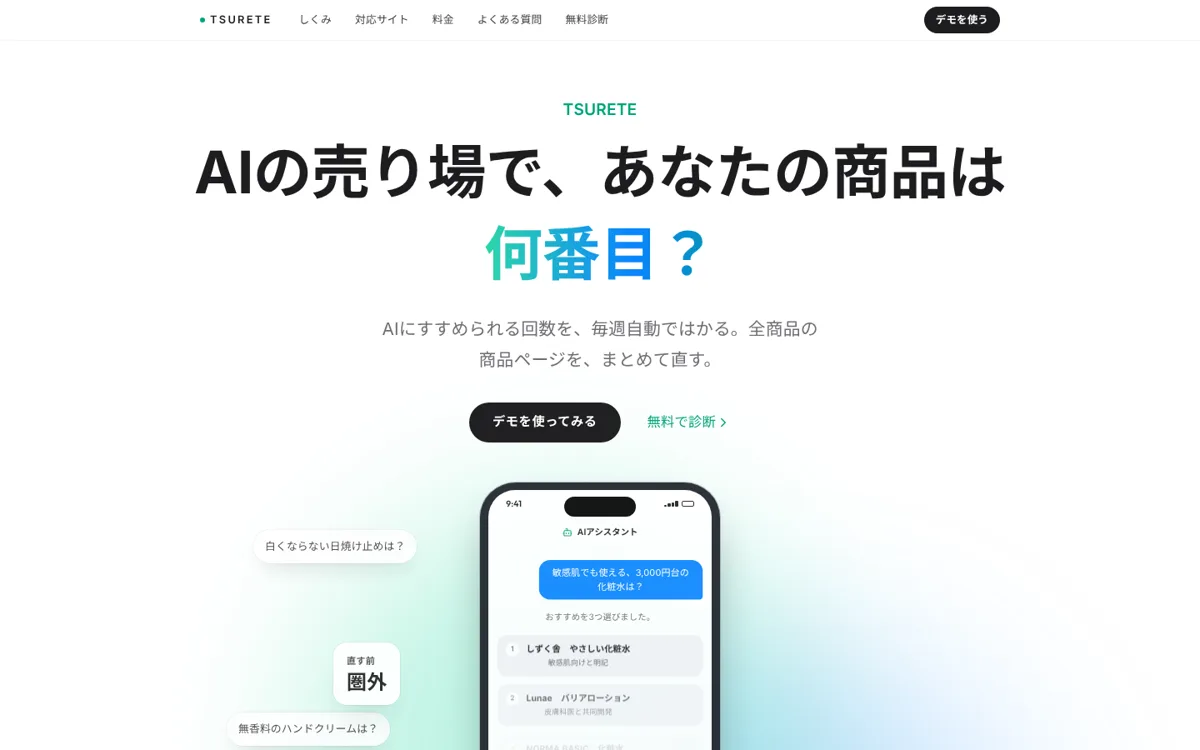 TSURETE
しくみ
対応サイト
料金
よくある質問
無料診断
デモを使う
TSURETE
AIの売り場で、あなたの商品は
何番目？
AIにすすめられる回数を、毎週自動ではかる。全商品の
商品ページを、まとめて直す。
デモを使ってみる
無料で診断
9:41
AIアシスタント
白くならない日焼け止めは？
敏感肌でも使える、3,000円台の
化粧水は？
おすすめを3つ選びました。
1
しずく舎　やさしい化粧水
敏感肌向けと明記
直す前
圏外
2
Lunae　バリアローション
皮膚科医と共同開発
無香料のハンドクリームは？
NORMA BASIC　化粧水